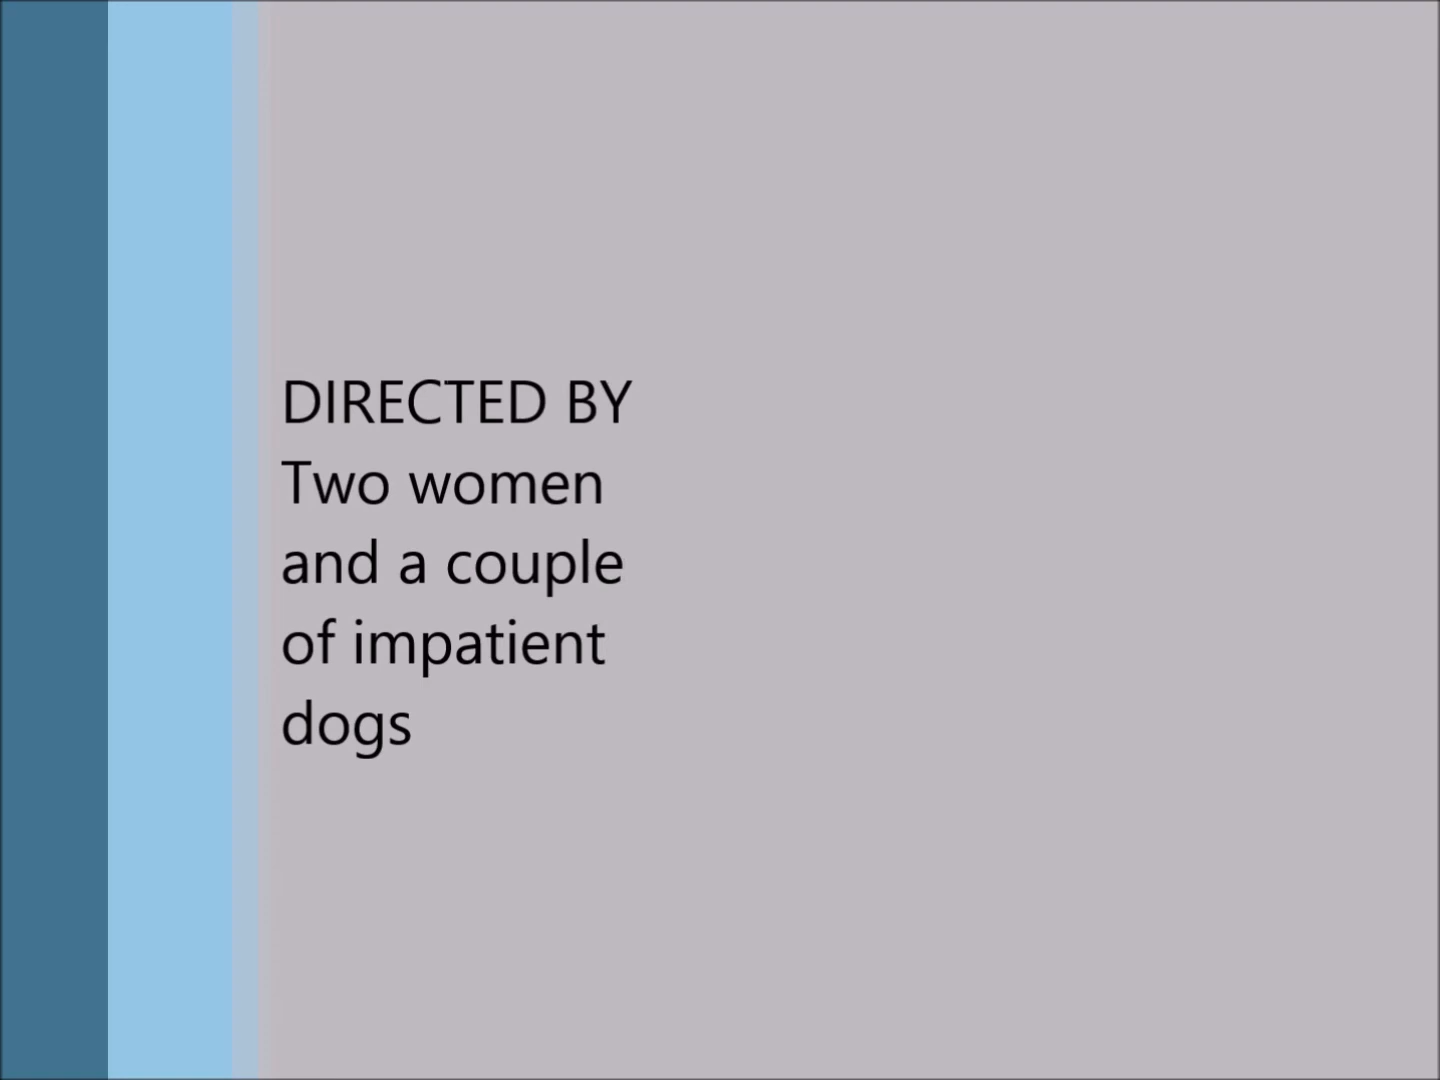 DIRECTED BY
Two women
and a couple
of impatient
dogs